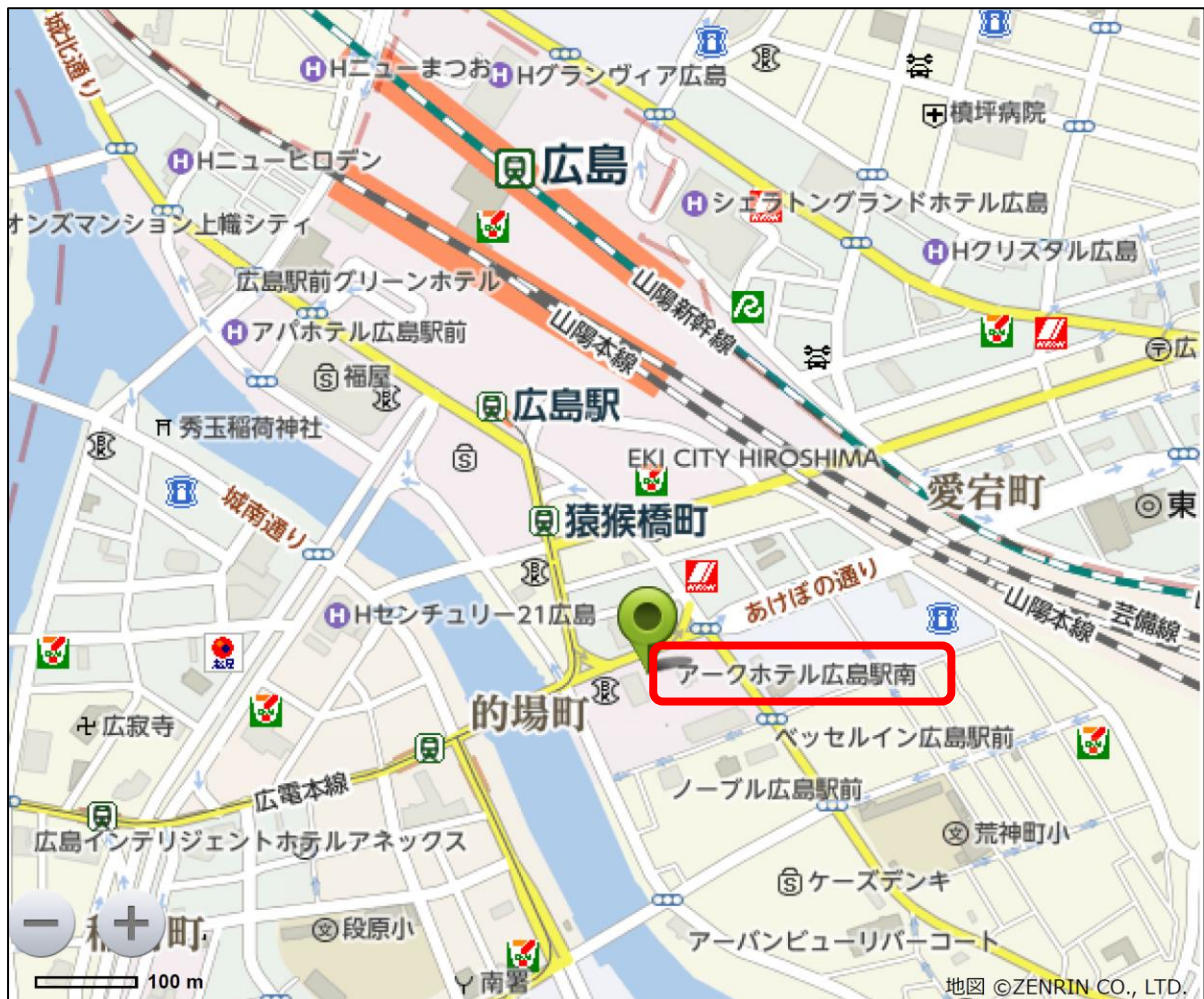 城北通り
Hニューまつお
Hグランヴィア広島
槙坪病院
Hニューヒロデン
広島
シェラトングランドホテル広島
オンズマンション上幟シティ
Hクリスタル広島
広島駅前グリーンホテル
山陽新幹線
山陽本線
アパホテル広島駅前
広
福屋
広島駅
秀玉稲荷神社
EKI CITY HIROSHIMA
愛宕町
東
城南通り
猿猴橋町
あけぼの通り
山陽本線
芸備線
Hセンチュリー21広島
アークホテル広島駅南
的場町
広寂寺
ベッセルイン広島駅前
ノーブル広島駅前
広電本線
広島インテリジェントホテルアネックス
荒神町小
ケーズデンキ
町
段原小
アーバンビューリバーコート
100 m
南署
地図 ©ZENRIN CO., LTD.